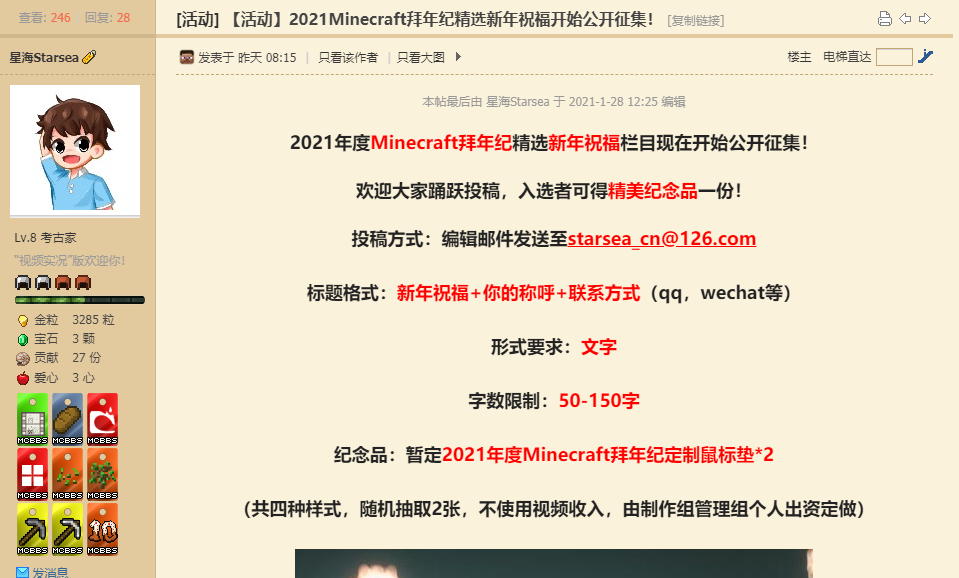 查看: 246 回复: 28
[活动] 【活动】2021Minecraft拜年纪精选新年祝福开始公开征集！ [复制链接]
星海Starsea
发表于 昨天 08:15 | 只看该作者 | 只看大图
楼主 电梯直达
本帖最后由 星海Starsea 于 2021-1-28 12:25 编辑
2021年度Minecraft拜年纪精选新年祝福栏目现在开始公开征集！
欢迎大家踊跃投稿，入选者可得精美纪念品一份！
投稿方式：编辑邮件发送至starsea_cn@126.com
标题格式：新年祝福+你的称呼+联系方式（qq，wechat等）
形式要求：文字
字数限制：50-150字
纪念品：暂定2021年度Minecraft拜年纪定制鼠标垫*2
（共四种样式，随机抽取2张，不使用视频收入，由制作组管理组个人出资定做）
Lv.8 考古家
“视频实况”版欢迎你！
金粒 3285 粒
宝石 3 颗
贡献 27 份
爱心 3 心
MCBBS MCBBS MCBBS
MCBBS MCBBS MCBBS
10
MCBBS MCBBS MCBBS
发消息